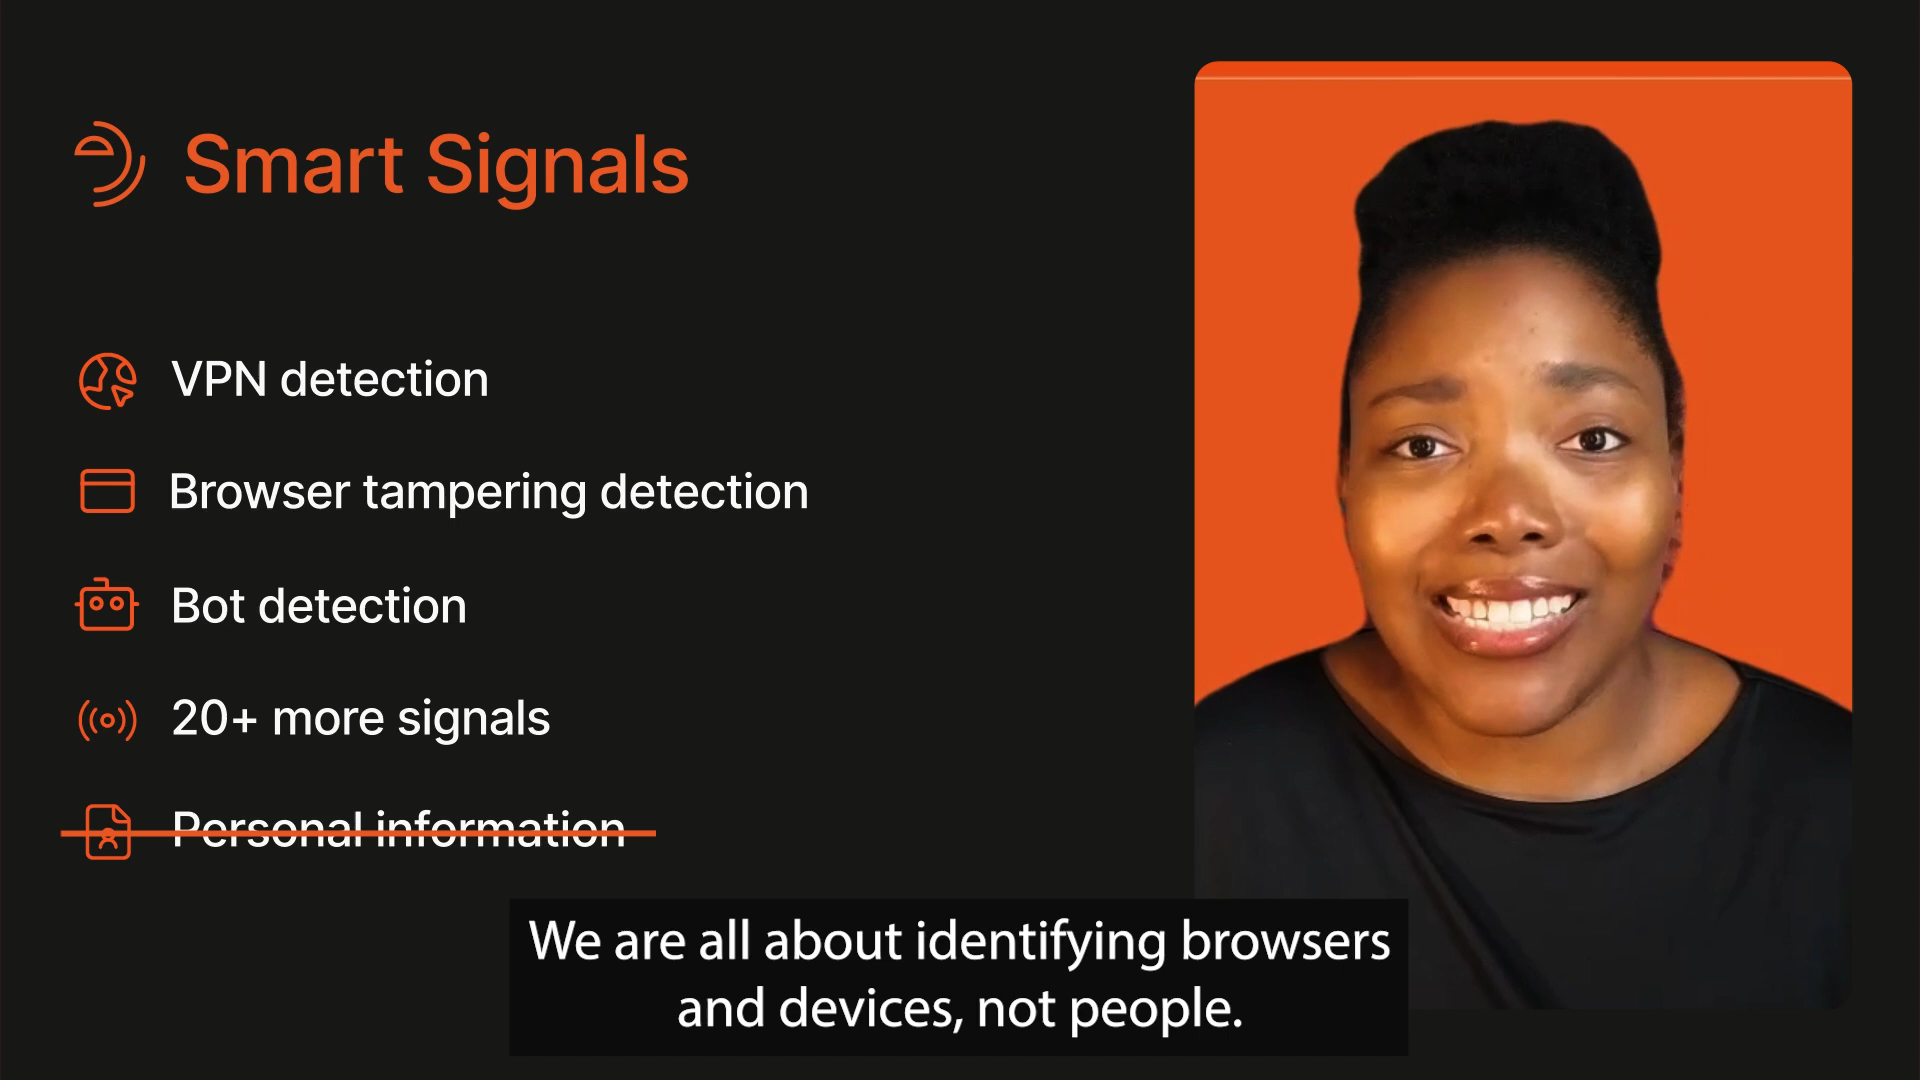 Smart Signals
VPN detection
Browser tampering detection
Bot detection
20+ more signals
Personal information
We are all about identifying browsers
and devices, not people.